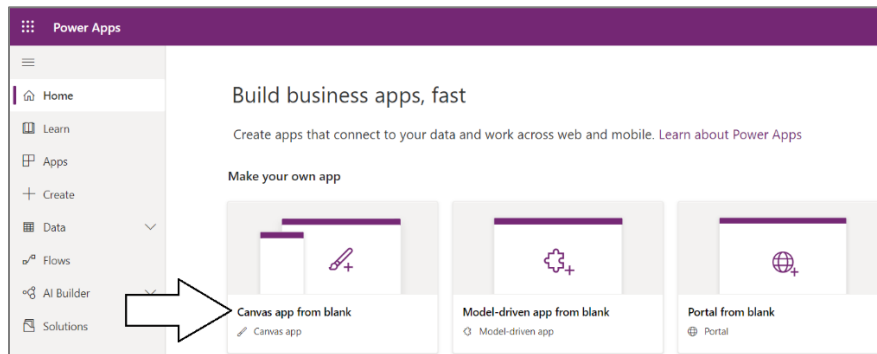 Power Apps
Home
Learn
Apps
Create
Data
Flows
AI Builder
Solutions
Build business apps, fast
Create apps that connect to your data and work across web and mobile. Learn about Power Apps
Make your own app
Canvas app from blank
Canvas app
Model-driven app from blank
Model-driven app
Portal from blank
Portal